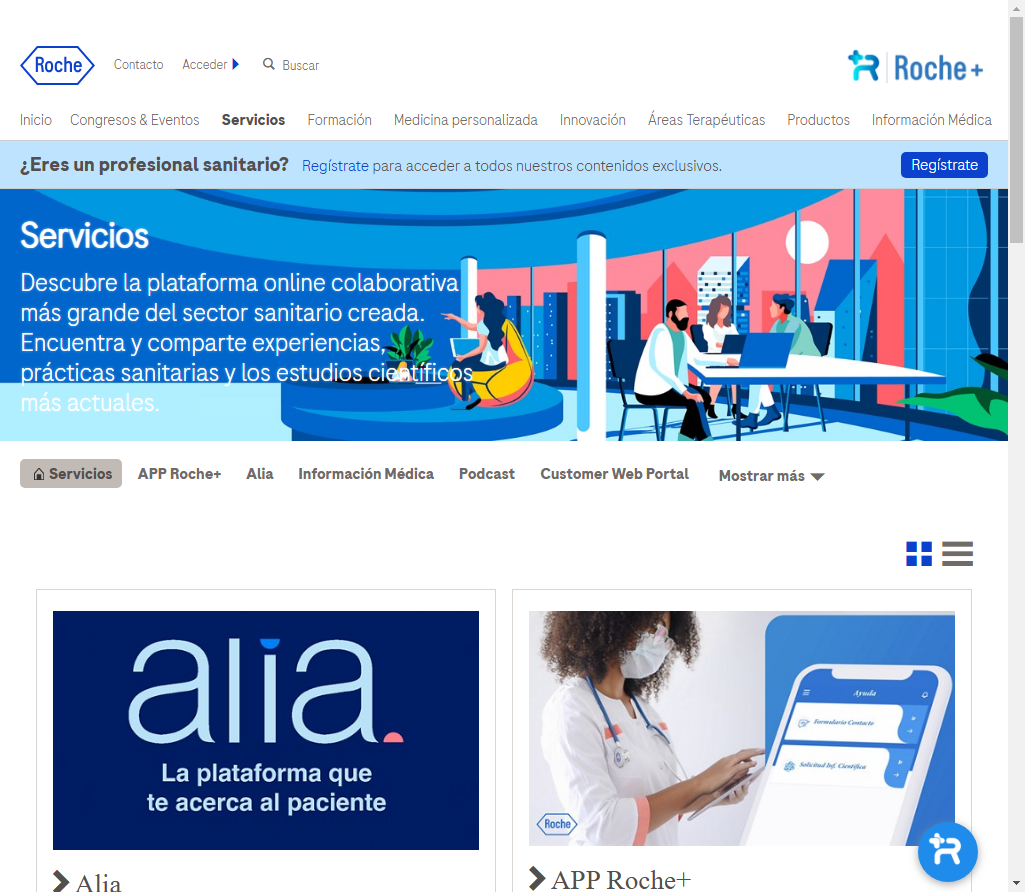 Roche
Contacto
Acceder
Buscar
Roche+
Inicio
Congresos & Eventos
Servicios
Formación
Medicina personalizada
Innovación
Áreas Terapéuticas
Productos
Información Médica
¿Eres un profesional sanitario?
Regístrate para acceder a todos nuestros contenidos exclusivos.
Regístrate
Servicios
Descubre la plataforma online colaborativa
más grande del sector sanitario creada.
Encuentra y comparte experiencias,
prácticas sanitarias y los estudios científicos
más actuales.
Servicios
APP Roche+
Alia
Información Médica
Podcast
Customer Web Portal
Mostrar más
alia.
La plataforma que
te acerca al paciente
Ayuda
Formulario Contacto
Solicitud Inf. Científica
Roche
Alia
APP Roche+